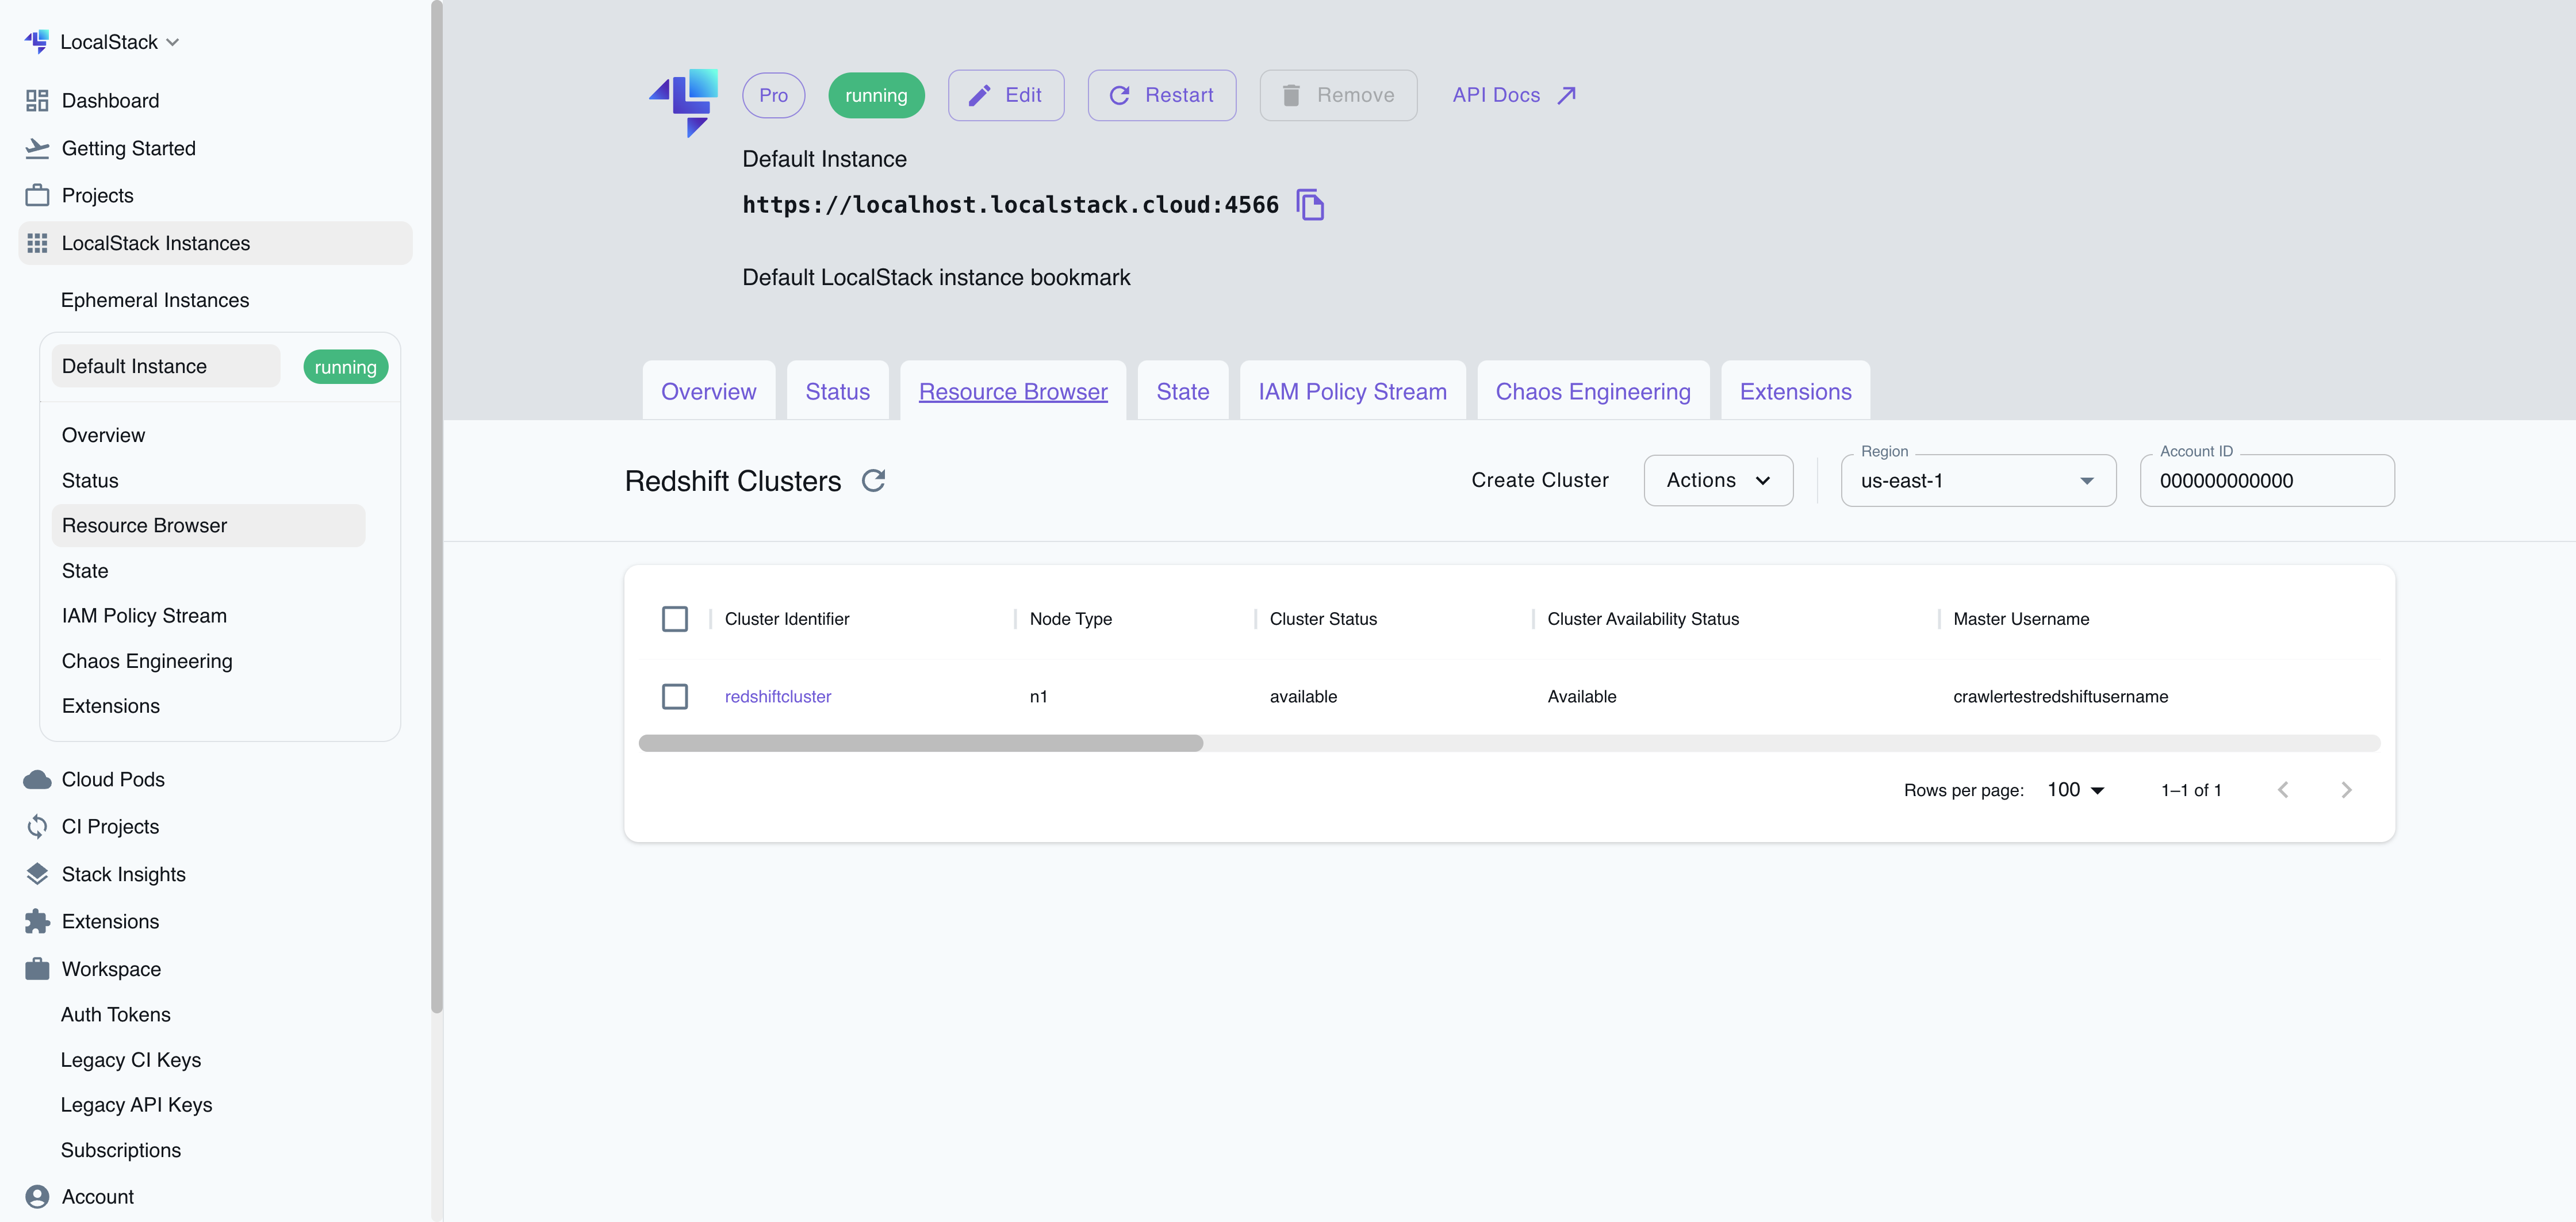 LocalStack
Dashboard
Getting Started
Projects
LocalStack Instances
Ephemeral Instances
Default Instance running
Overview
Status
Resource Browser
State
IAM Policy Stream
Chaos Engineering
Extensions
Cloud Pods
CI Projects
Stack Insights
Extensions
Workspace
Auth Tokens
Legacy CI Keys
Legacy API Keys
Subscriptions
Account
Pro running Edit Restart Remove API Docs
Default Instance
https://localhost.localstack.cloud:4566
Default LocalStack instance bookmark
Overview Status Resource Browser State IAM Policy Stream Chaos Engineering Extensions
Region Account ID
Redshift Clusters Create Cluster Actions us-east-1 000000000000
Cluster Identifier Node Type Cluster Status Cluster Availability Status Master Username
redshiftcluster n1 available Available crawlertestredshiftusername
Rows per page: 100 1–1 of 1